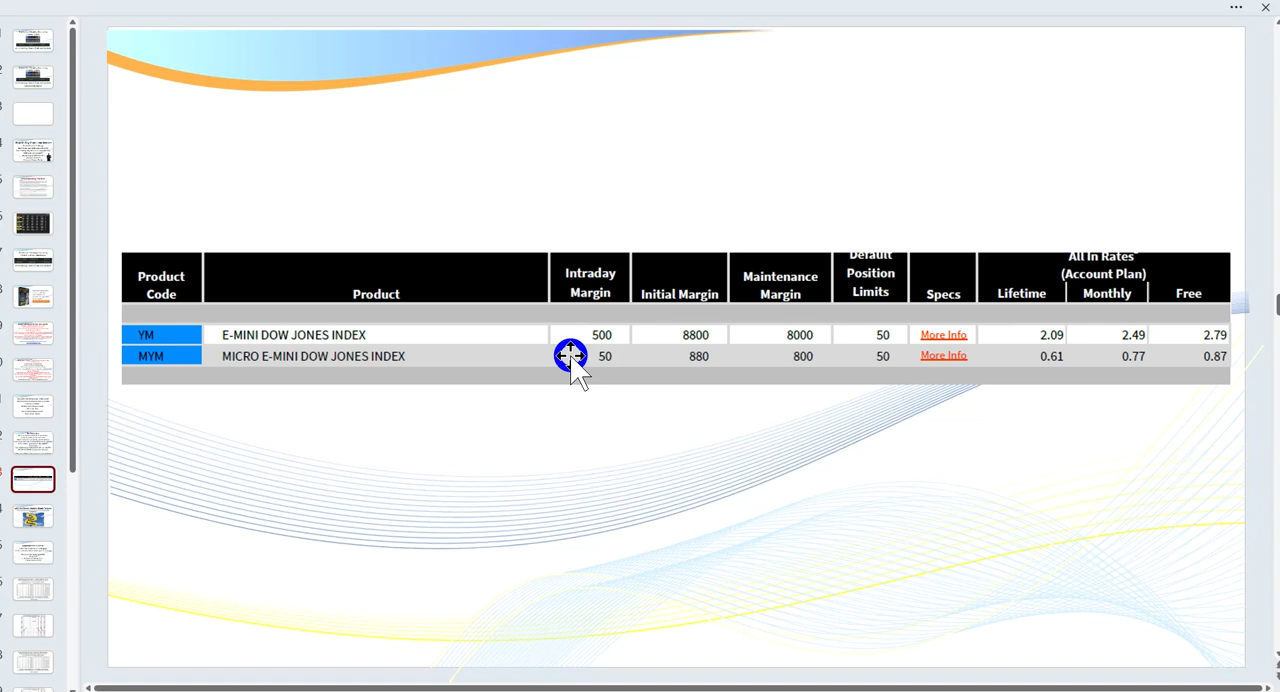 Product Code
Product
Intraday Margin
Initial Margin
Maintenance Margin
Default Position Limits
Specs
All In Rates
(Account Plan)
Lifetime Monthly Free
YM E-MINI DOW JONES INDEX 500 8800 8000 50 More Info 2.09 2.49 2.79
MYM MICRO E-MINI DOW JONES INDEX 50 880 800 50 More Info 0.61 0.77 0.87